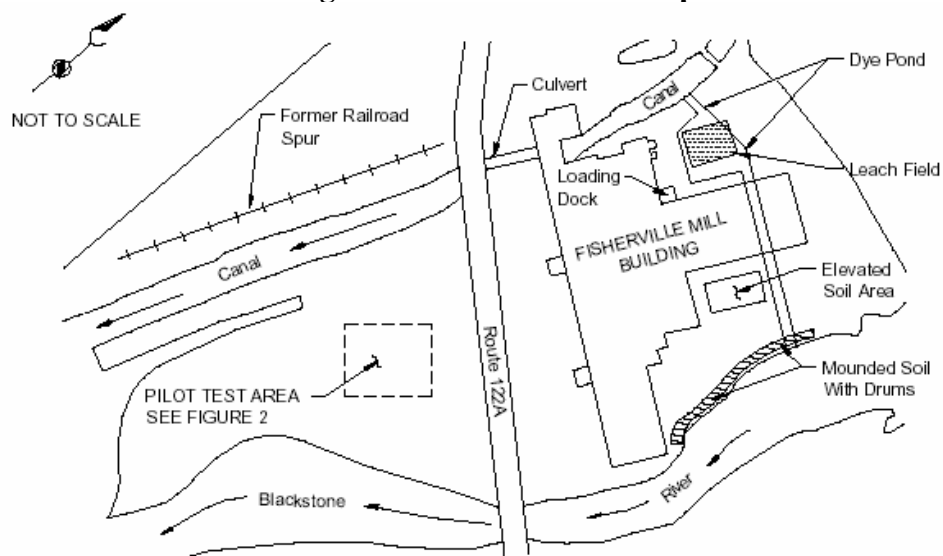 NOT TO SCALE
Former Railroad
Spur
Culvert
Canal
Dye Pond
Leach Field
Loading
Dock
FISHERVILLE MILL
BUILDING
Canal
Elevated
Soil Area
Route 122A
PILOT TEST AREA
SEE FIGURE 2
Mounded Soil
With Drums
Blackstone
River